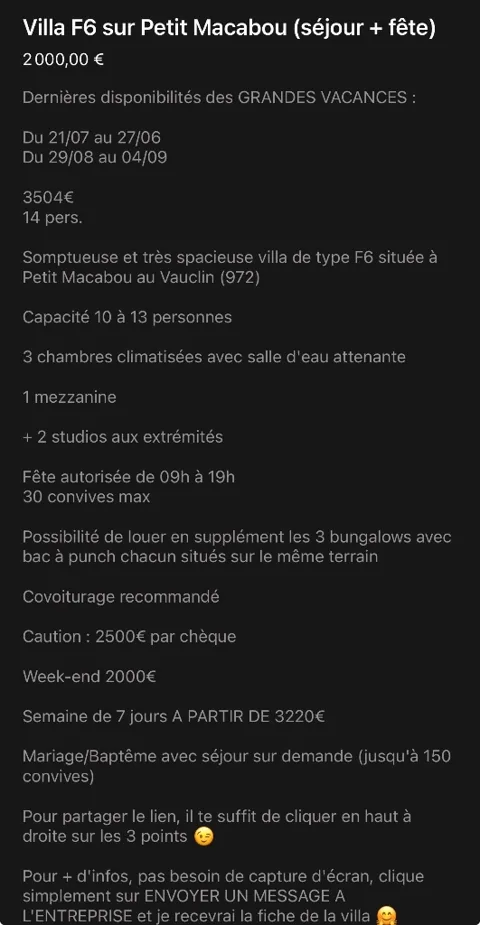 Villa F6 sur Petit Macabou (séjour + fête)
2 000,00 €
Dernières disponibilités des GRANDES VACANCES :
Du 21/07 au 27/06
Du 29/08 au 04/09
3504€
14 pers.
Somptueuse et très spacieuse villa de type F6 située à
Petit Macabou au Vauclin (972)
Capacité 10 à 13 personnes
3 chambres climatisées avec salle d'eau attenante
1 mezzanine
+ 2 studios aux extrémités
Fête autorisée de 09h à 19h
30 convives max
Possibilité de louer en supplément les 3 bungalows avec
bac à punch chacun situés sur le même terrain
Covoiturage recommandé
Caution : 2500€ par chèque
Week-end 2000€
Semaine de 7 jours A PARTIR DE 3220€
Mariage/Baptême avec séjour sur demande (jusqu'à 150
convives)
Pour partager le lien, il te suffit de cliquer en haut à
droite sur les 3 points 😉
Pour + d'infos, pas besoin de capture d'écran, clique
simplement sur ENVOYER UN MESSAGE A
L'ENTREPRISE et je recevrai la fiche de la villa 🤗